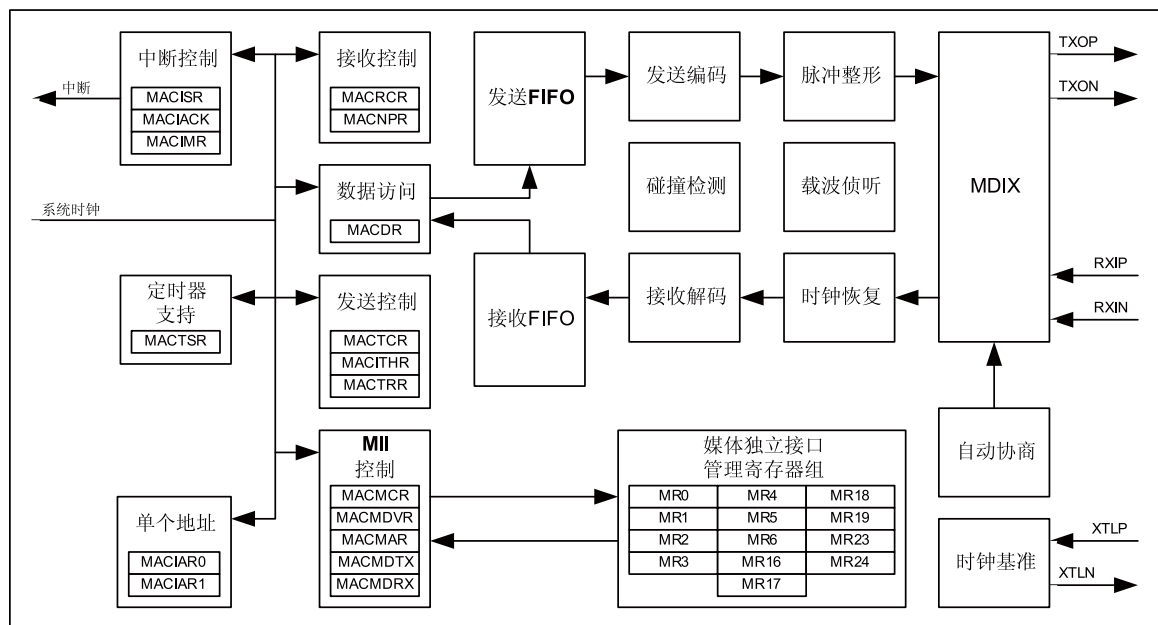 中断控制
MACISR
MACIACK
MACIMR
中断
接收控制
MACRCR
MACNPR
发送FIFO
发送编码
脉冲整形
MDIX
TXOP
TXON
数据访问
MACDR
碰撞检测
载波侦听
系统时钟
定时器
支持
MACTSR
发送控制
MACTCR
MACITHR
MACTRR
接收FIFO
接收解码
时钟恢复
RXIP
RXIN
MII
控制
MACMCR
MACMDVR
MACMAR
MACMDTX
MACMDRX
媒体独立接口
管理寄存器组
MR0 MR4 MR18
MR1 MR5 MR19
MR2 MR6 MR23
MR3 MR16 MR24
MR17
自动协商
单个地址
MACIAR0
MACIAR1
时钟基准
XTLP
XTLN